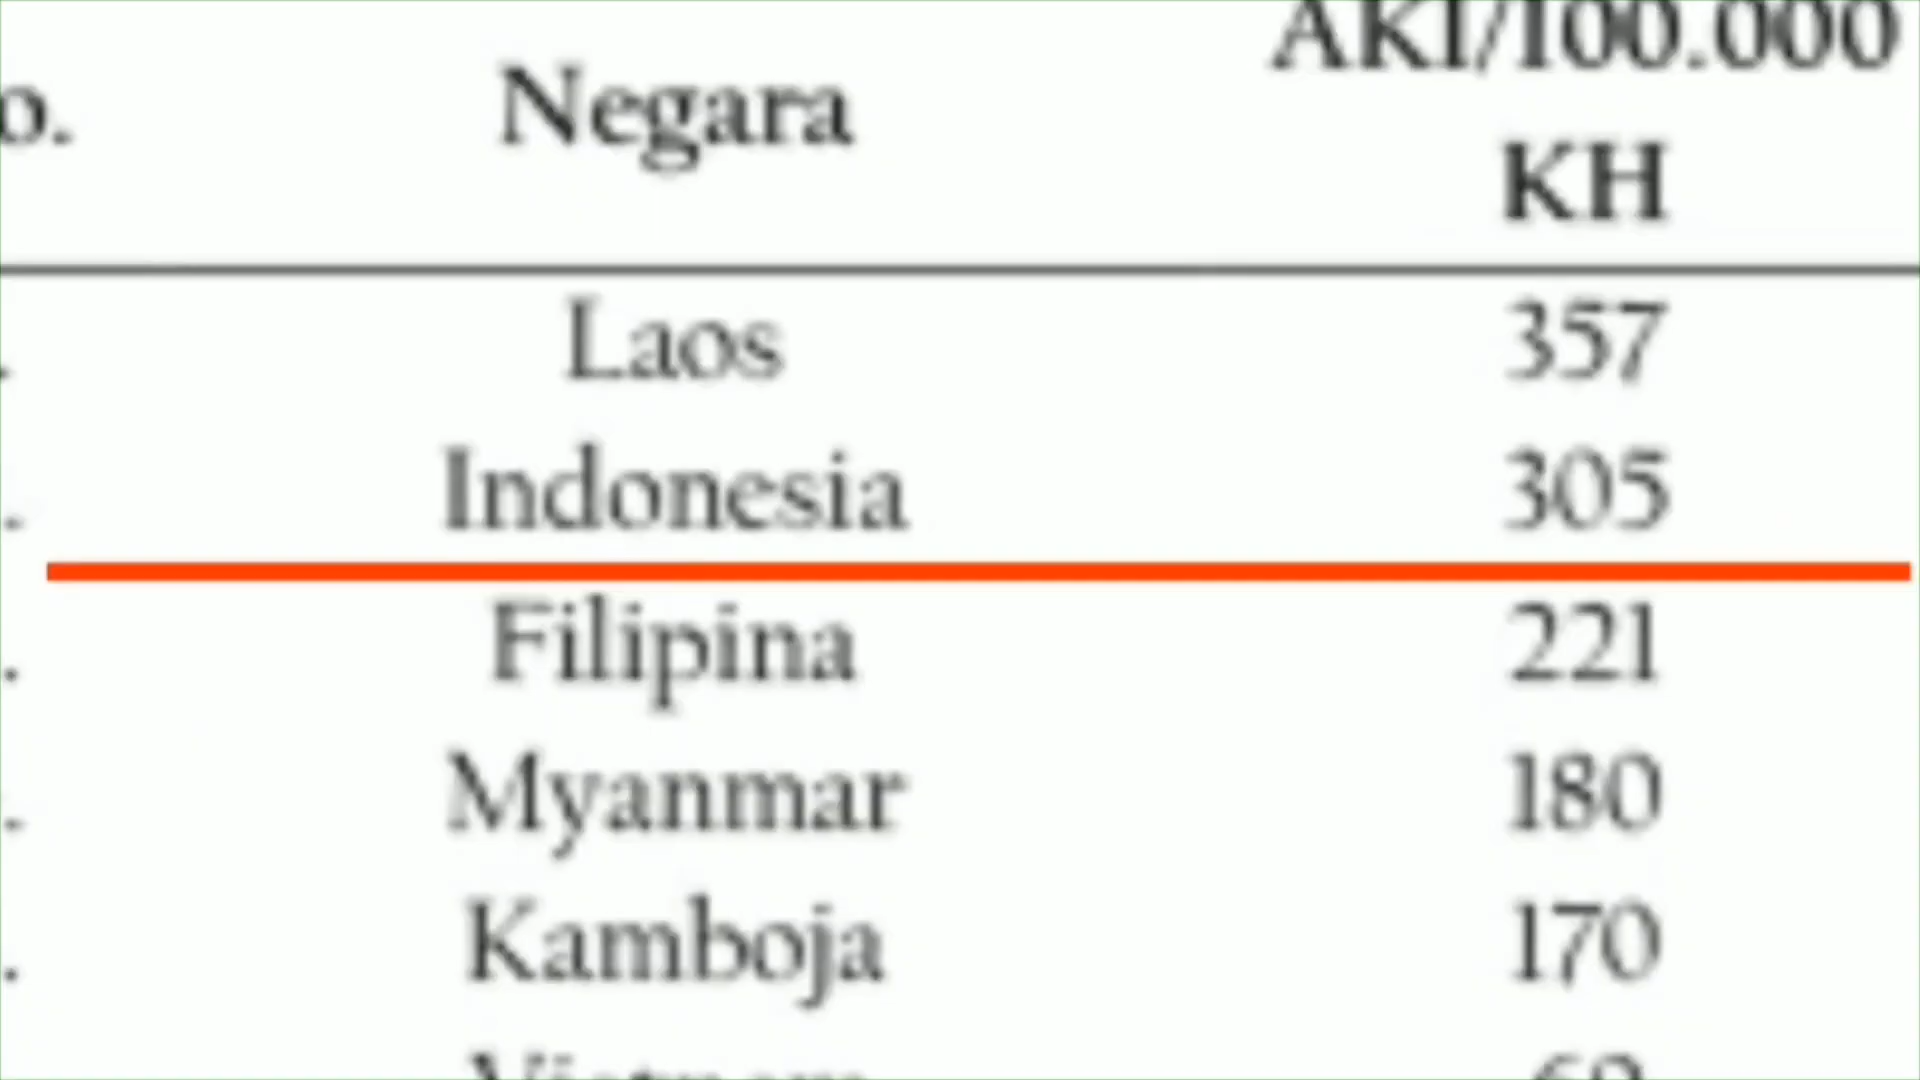 AKI/100.000
o. Negara
KH
. Laos 357
. Indonesia 305
. Filipina 221
. Myanmar 180
. Kamboja 170